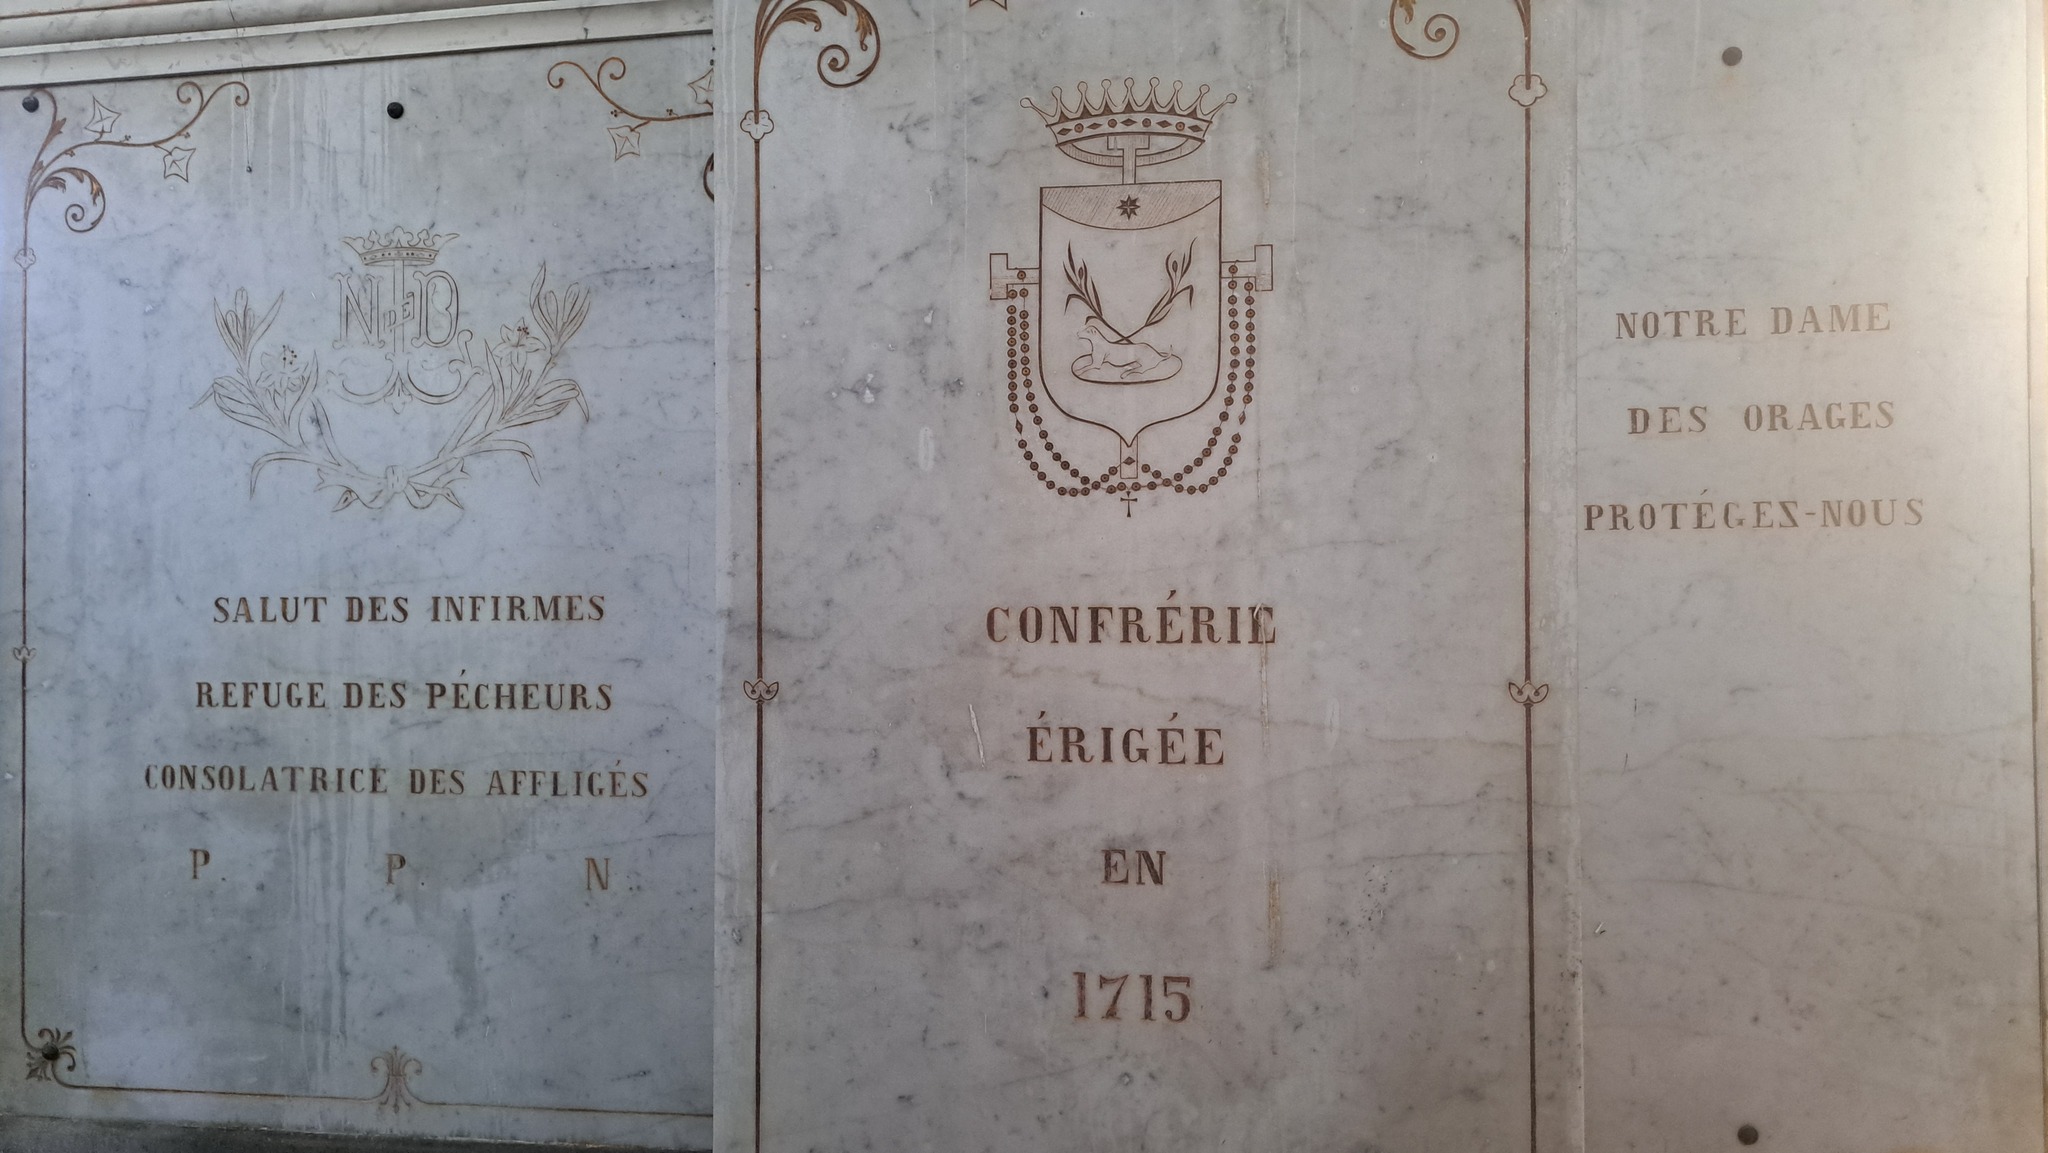 N DE D
SALUT DES INFIRMES
REFUGE DES PÉCHEURS
CONSOLATRICE DES AFFLIGÉS
P. P. N.
CONFRÉRIE
ÉRIGÉE
EN
1715
NOTRE DAME
DES ORAGES
PROTÉGEZ-NOUS